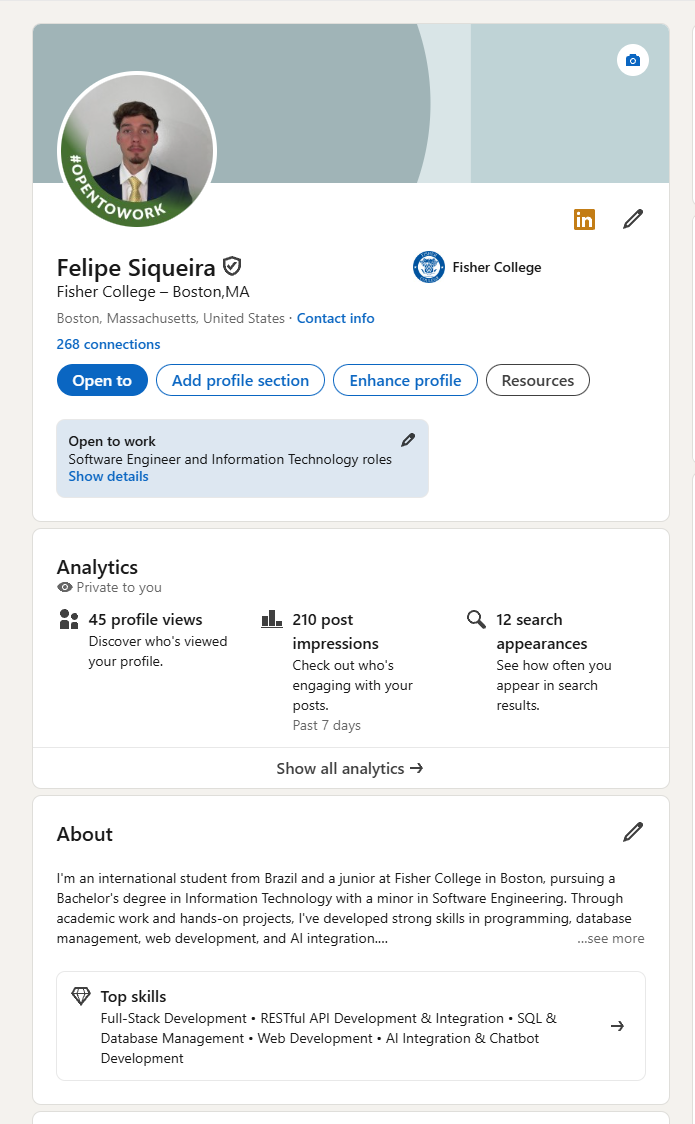 #OPENTOWORK
in
Felipe Siqueira
Fisher College
Fisher College – Boston,MA
Boston, Massachusetts, United States · Contact info
268 connections
Open to
Add profile section
Enhance profile
Resources
Open to work
Software Engineer and Information Technology roles
Show details
Analytics
Private to you
45 profile views
Discover who's viewed
your profile.
210 post
impressions
Check out who's
engaging with your
posts.
Past 7 days
12 search
appearances
See how often you
appear in search
results.
Show all analytics →
About
I'm an international student from Brazil and a junior at Fisher College in Boston, pursuing a
Bachelor's degree in Information Technology with a minor in Software Engineering. Through
academic work and hands-on projects, I've developed strong skills in programming, database
management, web development, and AI integration....
...see more
Top skills
Full-Stack Development • RESTful API Development & Integration • SQL &
Database Management • Web Development • AI Integration & Chatbot
Development